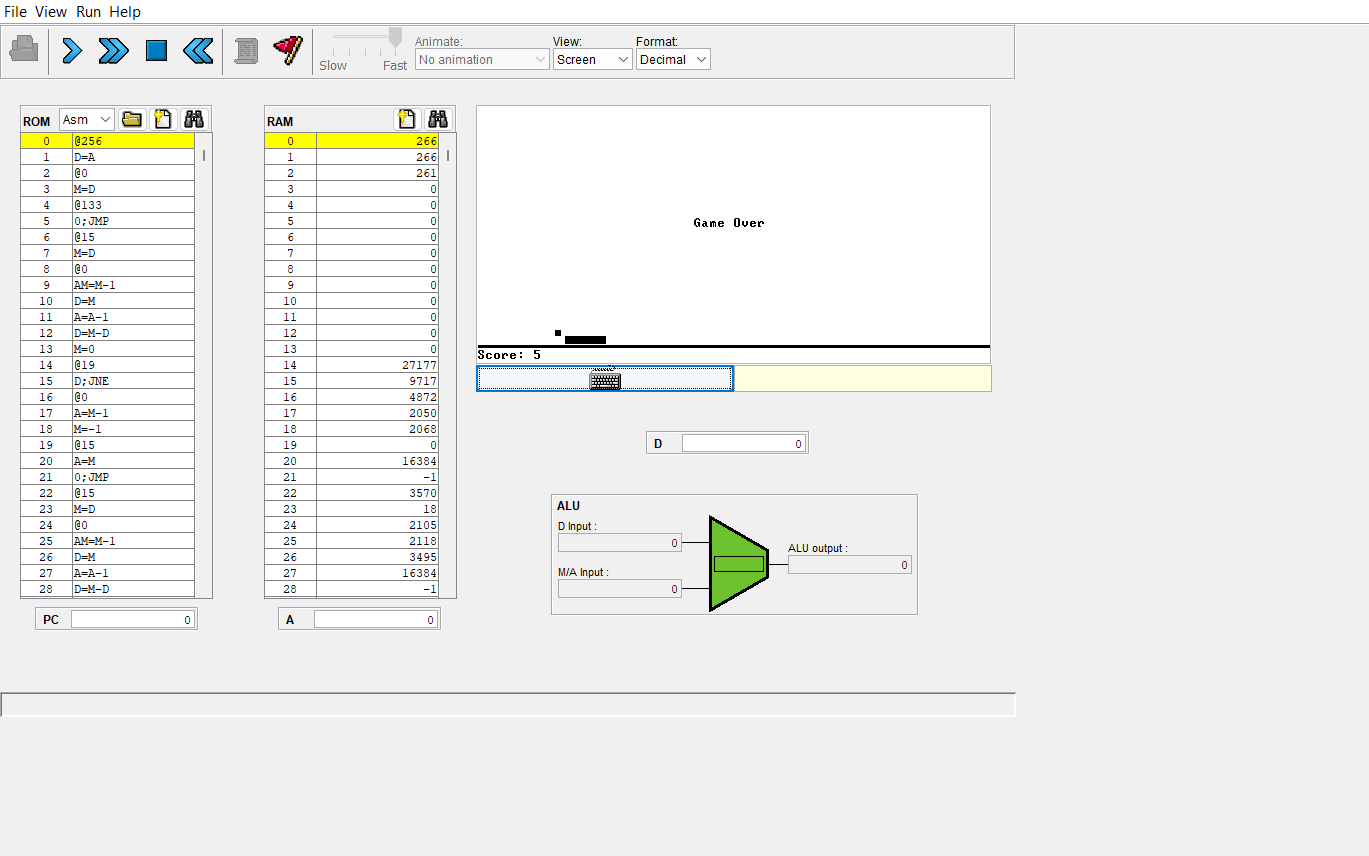 File View Run Help
Animate: View: Format:
Slow Fast No animation Screen Decimal
ROM Asm
0 @256
1 D=A
2 @0
3 M=D
4 @133
5 0;JMP
6 @15
7 M=D
8 @0
9 AM=M-1
10 D=M
11 A=A-1
12 D=M-D
13 M=0
14 @19
15 D;JNE
16 @0
17 A=M-1
18 M=-1
19 @15
20 A=M
21 0;JMP
22 @15
23 M=D
24 @0
25 AM=M-1
26 D=M
27 A=A-1
28 D=M-D
PC 0
RAM
0 266
1 266
2 261
3 0
4 0
5 0
6 0
7 0
8 0
9 0
10 0
11 0
12 0
13 0
14 27177
15 9717
16 4872
17 2050
18 2068
19 0
20 16384
21 -1
22 3570
23 18
24 2105
25 2118
26 3495
27 16384
28 -1
A 0
Game Over
Score: 5
D 0
ALU
D Input :
0
M/A Input :
0
ALU output :
0